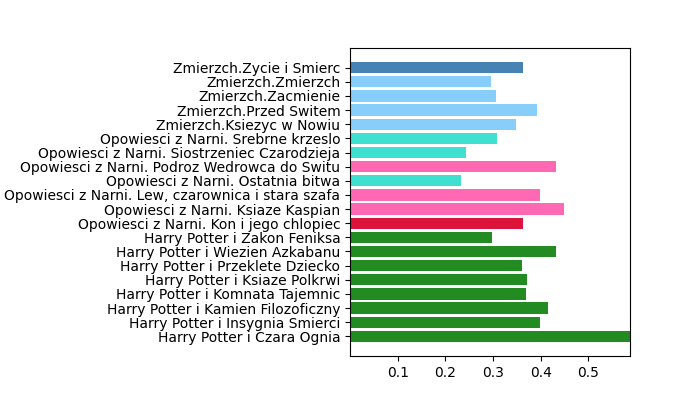 Zmierzch.Zycie i Smierc
Zmierzch.Zmierzch
Zmierzch.Zacmienie
Zmierzch.Przed Switem
Zmierzch.Ksiezyc w Nowiu
Opowiesci z Narni. Srebrne krzeslo
Opowiesci z Narni. Siostrzeniec Czarodzieja
Opowiesci z Narni. Podroz Wedrowca do Switu
Opowiesci z Narni. Ostatnia bitwa
Opowiesci z Narni. Lew, czarownica i stara szafa
Opowiesci z Narni. Ksiaze Kaspian
Opowiesci z Narni. Kon i jego chlopiec
Harry Potter i Zakon Feniksa
Harry Potter i Wiezien Azkabanu
Harry Potter i Przeklete Dziecko
Harry Potter i Ksiaze Polkrwi
Harry Potter i Komnata Tajemnic
Harry Potter i Kamien Filozoficzny
Harry Potter i Insygnia Smierci
Harry Potter i Czara Ognia
0.1 0.2 0.3 0.4 0.5